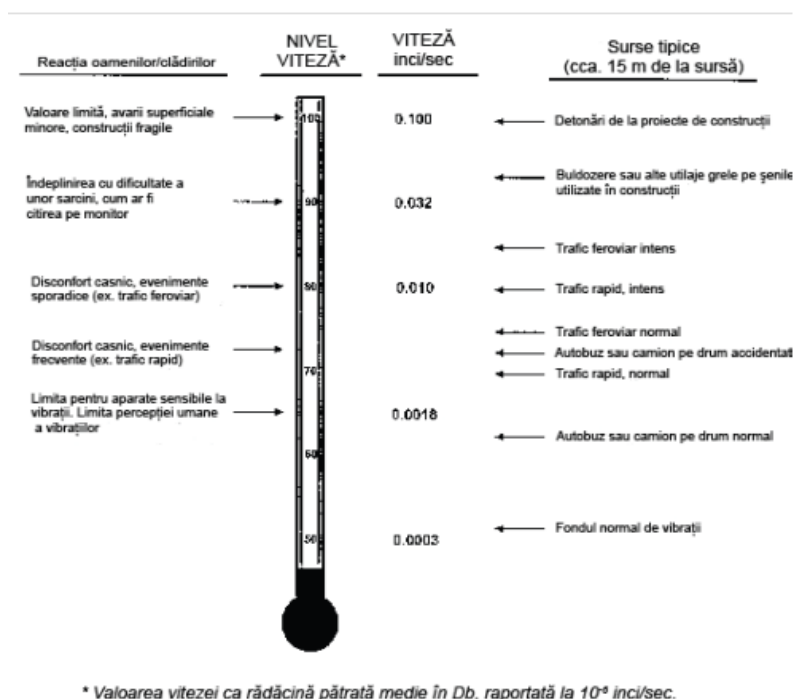 Reacția oamenilor/clădirilor
NIVEL
VITEZĂ*
VITEZĂ
inci/sec
Surse tipice
(cca. 15 m de la sursă)
Valoare limită, avarii superficiale
minore, construcții fragile
100
0.100
Detonări de la proiecte de construcții
Îndeplinirea cu dificultate a
unor sarcini, cum ar fi
citirea pe monitor
90
0.032
Buldozere sau alte utilaje grele pe şenile
utilizate în construcții
Trafic feroviar intens
Disconfort casnic, evenimente
sporadice (ex. trafic feroviar)
80
0.010
Trafic rapid, intens
Trafic feroviar normal
Disconfort casnic, evenimente
frecvente (ex. trafic rapid)
Autobuz sau camion pe drum accidentat
70
Trafic rapid, normal
Limita pentru aparate sensibile la
vibrații. Limita percepției umane
a vibrațiilor
0.0018
Autobuz sau camion pe drum normal
60
50
0.0003
Fondul normal de vibrații
* Valoarea vitezei ca rădăcină pătrată medie în Db, raportată la 10⁻⁶ inci/sec.